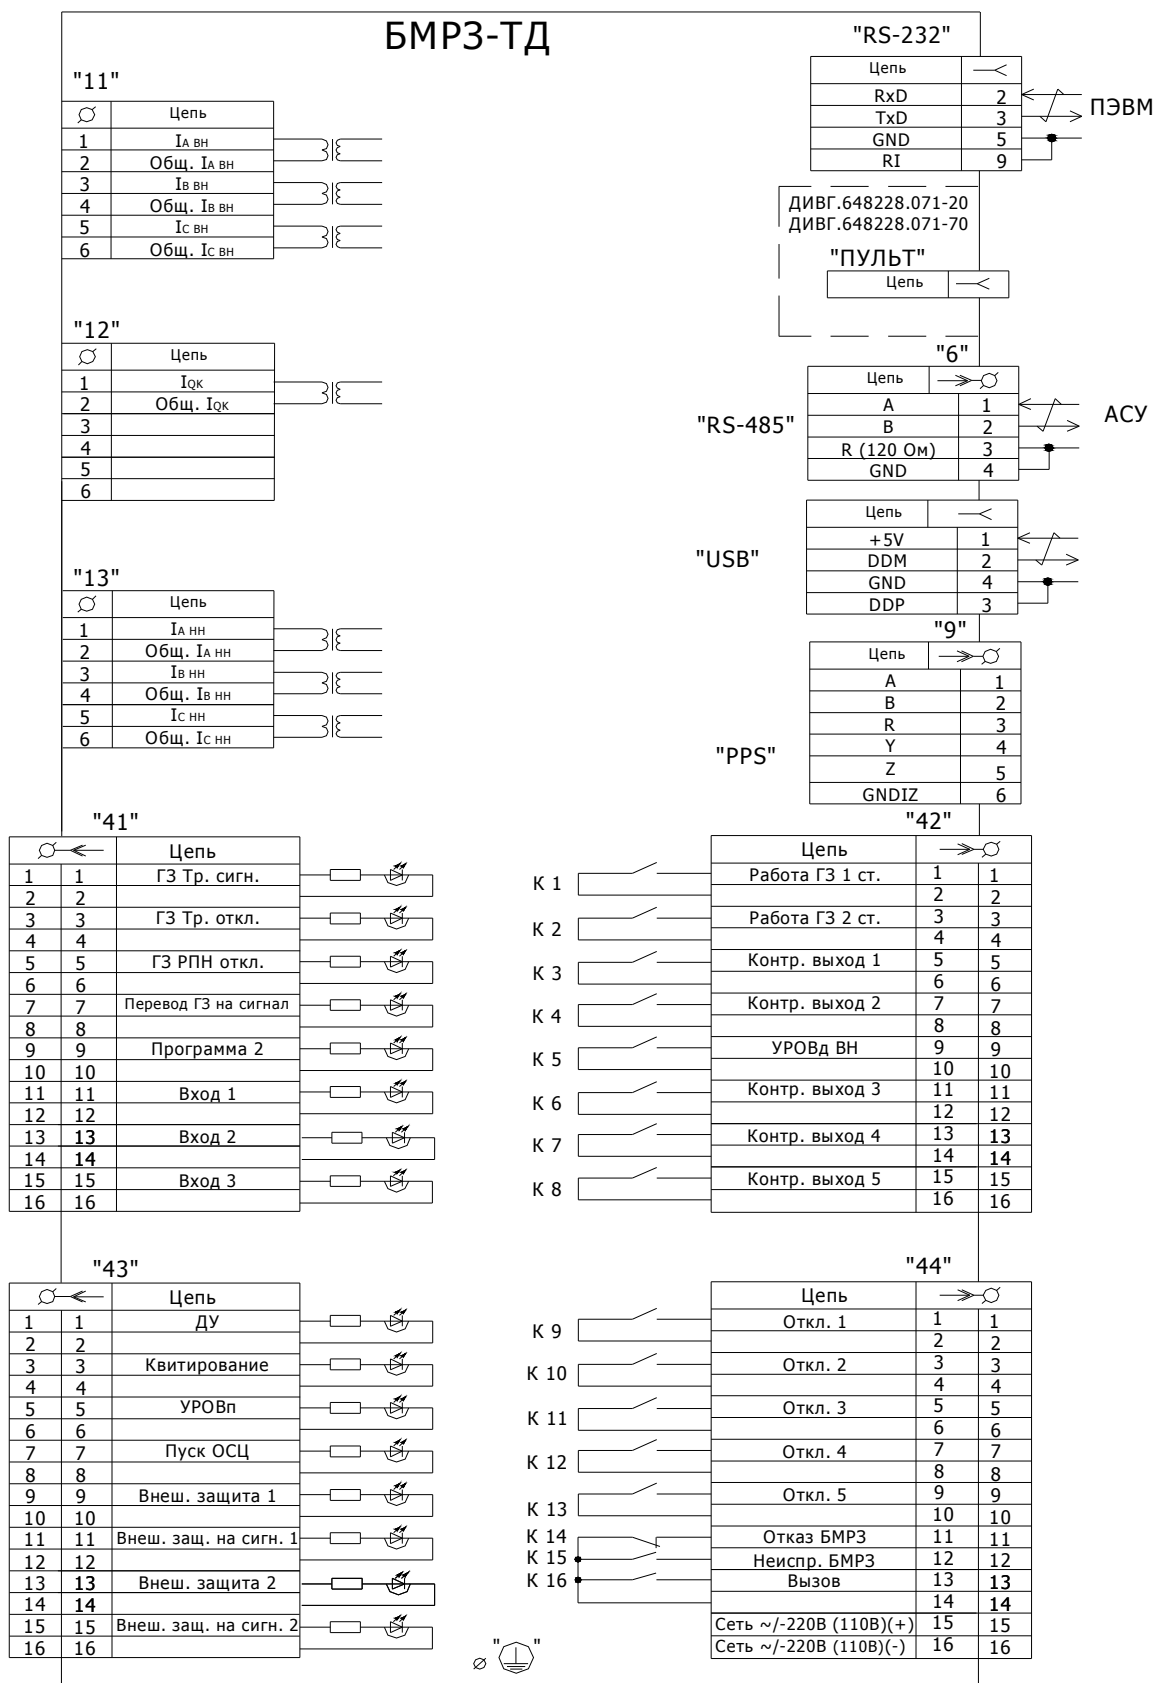 БМРЗ-ТД
"11"
Цепь
1 IА ВН
2 Общ. IА ВН
3 IВ ВН
4 Общ. IВ ВН
5 IС ВН
6 Общ. IС ВН
"12"
Цепь
1 IQK
2 Общ. IQK
3
4
5
6
"13"
Цепь
1 IА НН
2 Общ. IА НН
3 IВ НН
4 Общ. IВ НН
5 IС НН
6 Общ. IС НН
"RS-232"
Цепь
RxD 2
TxD 3
GND 5
RI 9
ПЭВМ
ДИВГ.648228.071-20
ДИВГ.648228.071-70
"ПУЛЬТ"
Цепь
"6"
"RS-485"
Цепь
A 1
B 2
R (120 Ом) 3
GND 4
АСУ
"USB"
Цепь
+5V 1
DDM 2
GND 4
DDP 3
"9"
"PPS"
Цепь
A 1
B 2
R 3
Y 4
Z 5
GNDIZ 6
"41"
Цепь
1 1 ГЗ Тр. сигн.
2 2
3 3 ГЗ Тр. откл.
4 4
5 5 ГЗ РПН откл.
6 6
7 7 Перевод ГЗ на сигнал
8 8
9 9 Программа 2
10 10
11 11 Вход 1
12 12
13 13 Вход 2
14 14
15 15 Вход 3
16 16
"42"
Цепь
К 1 Работа ГЗ 1 ст. 1 1
2 2
К 2 Работа ГЗ 2 ст. 3 3
4 4
К 3 Контр. выход 1 5 5
6 6
К 4 Контр. выход 2 7 7
8 8
К 5 УРОВд ВН 9 9
10 10
К 6 Контр. выход 3 11 11
12 12
К 7 Контр. выход 4 13 13
14 14
К 8 Контр. выход 5 15 15
16 16
"43"
Цепь
1 1 ДУ
2 2
3 3 Квитирование
4 4
5 5 УРОВп
6 6
7 7 Пуск ОСЦ
8 8
9 9 Внеш. защита 1
10 10
11 11 Внеш. защ. на сигн. 1
12 12
13 13 Внеш. защита 2
14 14
15 15 Внеш. защ. на сигн. 2
16 16
"44"
Цепь
К 9 Откл. 1 1 1
2 2
К 10 Откл. 2 3 3
4 4
К 11 Откл. 3 5 5
6 6
К 12 Откл. 4 7 7
8 8
К 13 Откл. 5 9 9
10 10
К 14 Отказ БМРЗ 11 11
К 15 Неиспр. БМРЗ 12 12
К 16 Вызов 13 13
14 14
Сеть ~/-220В (110В)(+) 15 15
Сеть ~/-220В (110В)(-) 16 16
" "